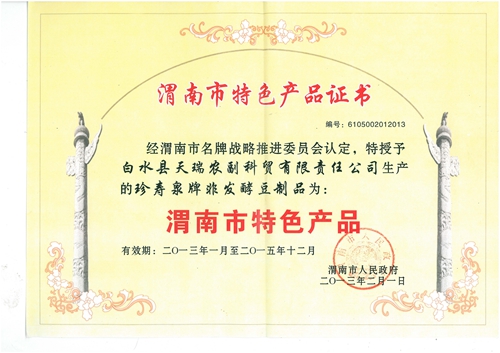 渭南市特色产品证书
编号：6105002012013
经渭南市名牌战略推进委员会认定，特授予
白水县天瑞农副科贸有限责任公司生产
的珍寿泉牌非发酵豆制品为：
渭南市特色产品
有效期：二〇一三年一月至二〇一五年十二月
渭南市人民政府
二〇一三年二月一日